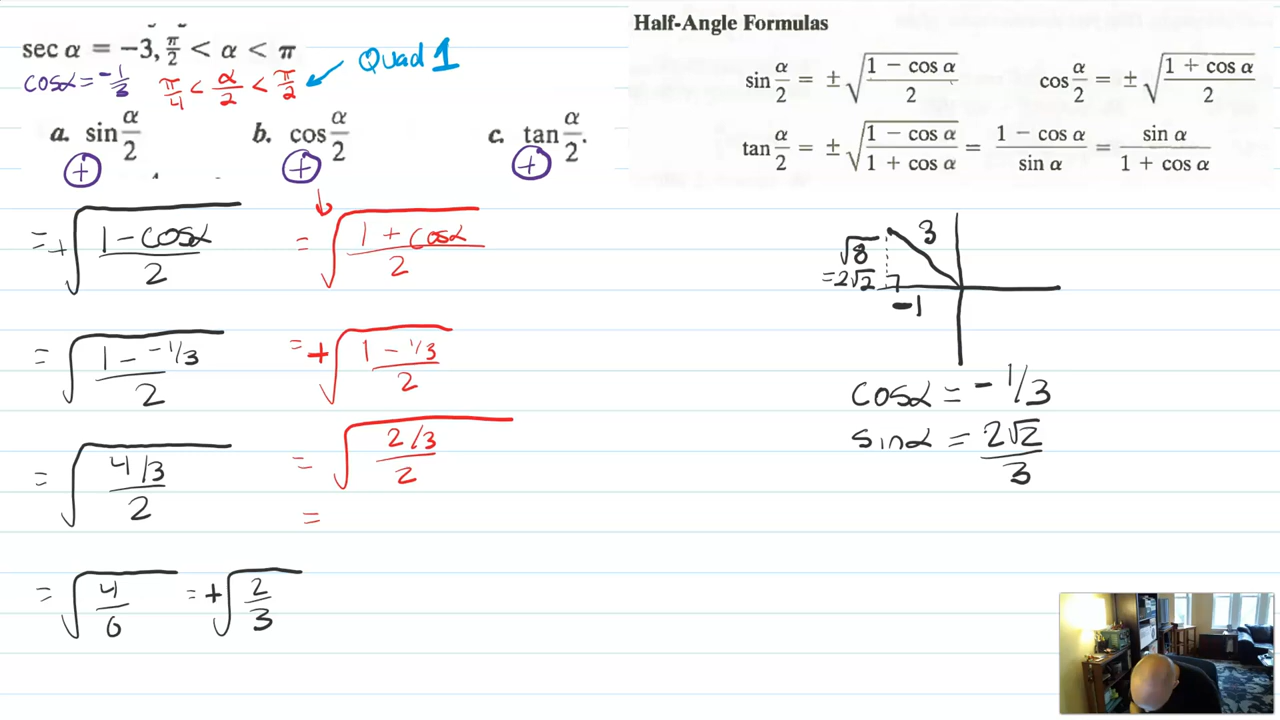 sec α = −3, π/2 < α < π
cos α = −1/3   π/4 < α/2 < π/2   Quad 1
a. sin α/2   b. cos α/2   c. tan α/2.
+   +   +
= +√((1 − cos α)/2)   = √((1 + cos α)/2)
= √((1 − −1/3)/2)   = +√((1 − 1/3)/2)
= √((4/3)/2)   = √((2/3)/2)
=
= √(4/6) = +√(2/3)
Half-Angle Formulas
sin α/2 = ±√((1 − cos α)/2)   cos α/2 = ±√((1 + cos α)/2)
tan α/2 = ±√((1 − cos α)/(1 + cos α)) = (1 − cos α)/sin α = sin α/(1 + cos α)
3
√8
= 2√2
−1
cos α = −1/3
sin α = 2√2/3